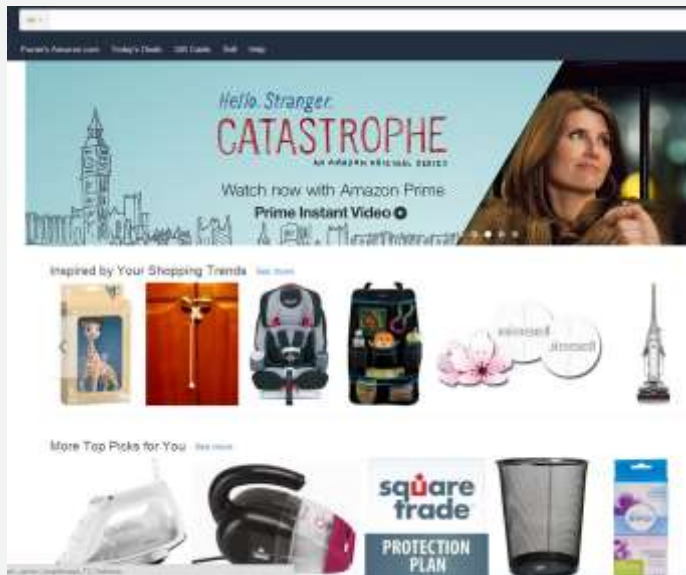 All
Today's Deals Gift Cards Sell Help
Hello. Stranger.
CATASTROPHE
AN AMAZON ORIGINAL SERIES
Watch now with Amazon Prime
Prime Instant Video
Inspired by Your Shopping Trends See more
More Top Picks for You See more
square
trade
PROTECTION
PLAN